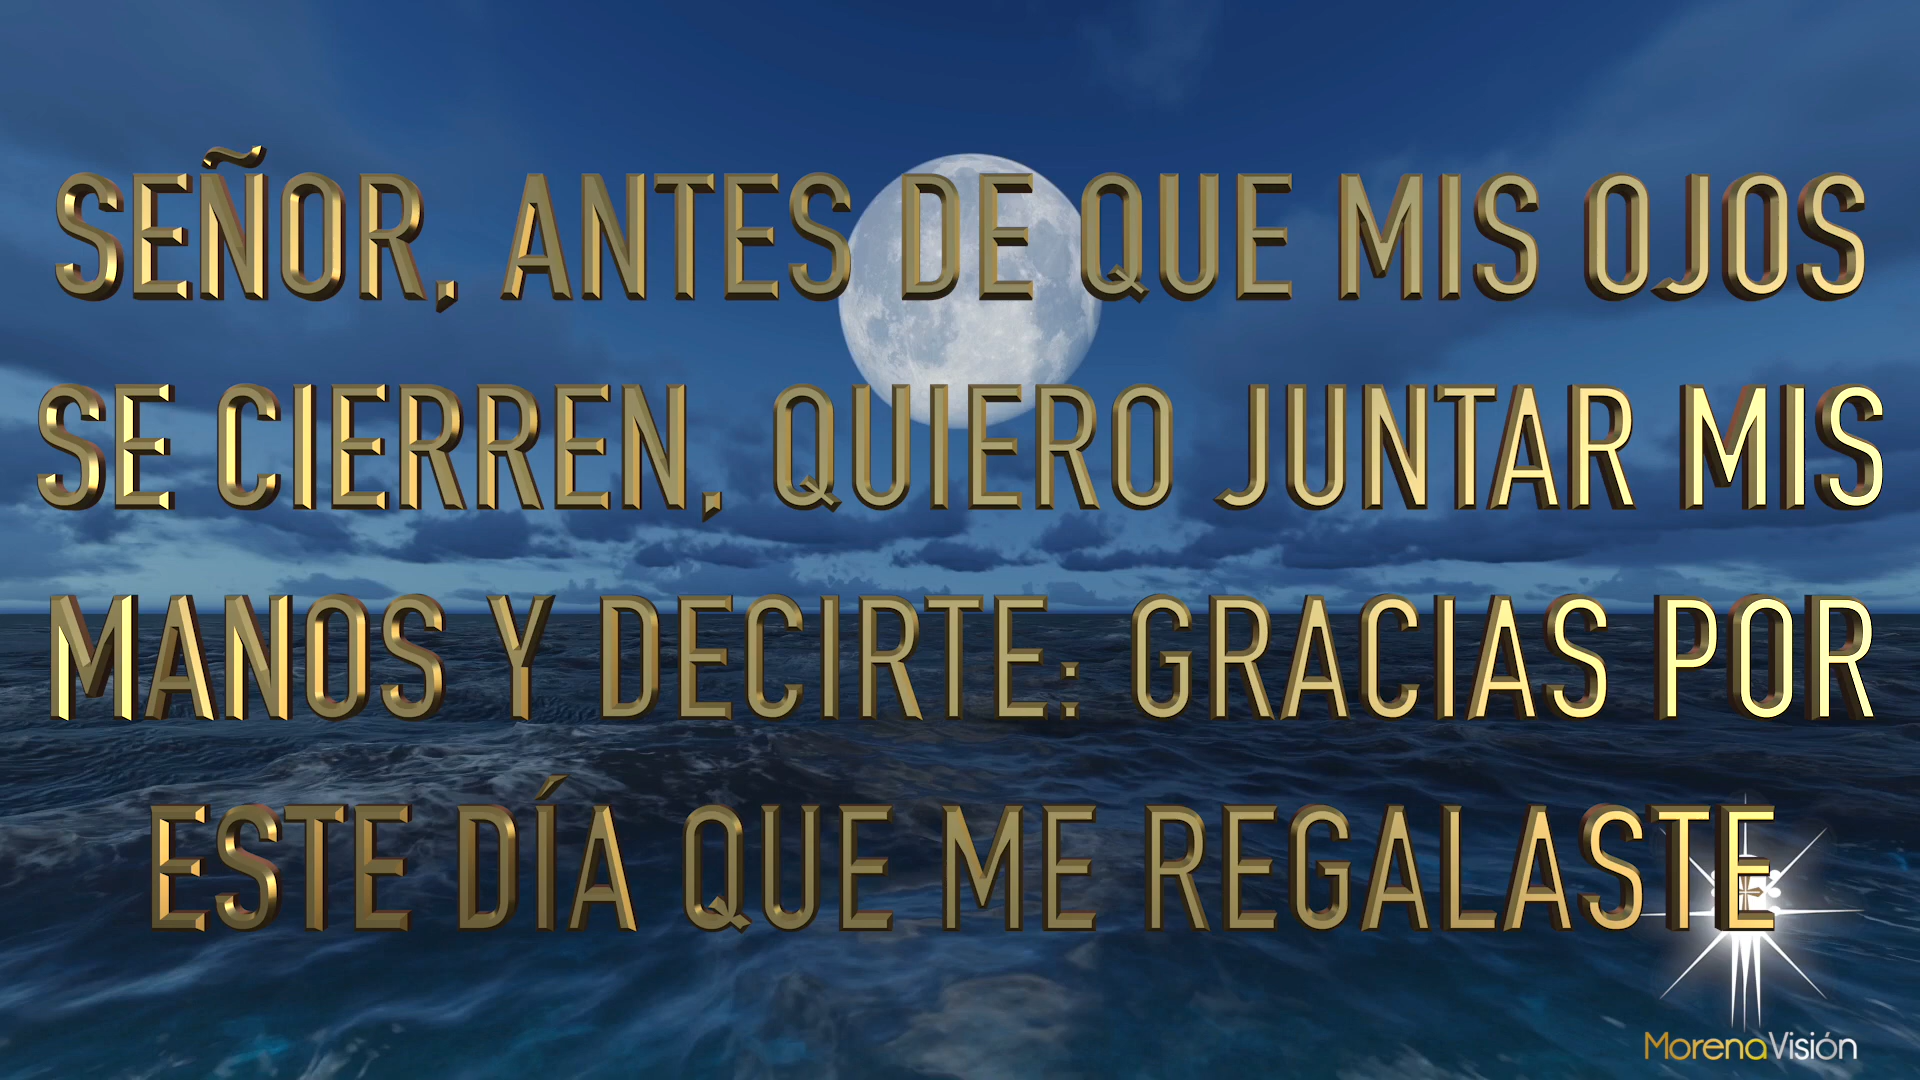 SEÑOR, ANTES DE QUE MIS OJOS
SE CIERREN, QUIERO JUNTAR MIS
MANOS Y DECIRTE: GRACIAS POR
ESTE DÍA QUE ME REGALASTE
MorenaVisión